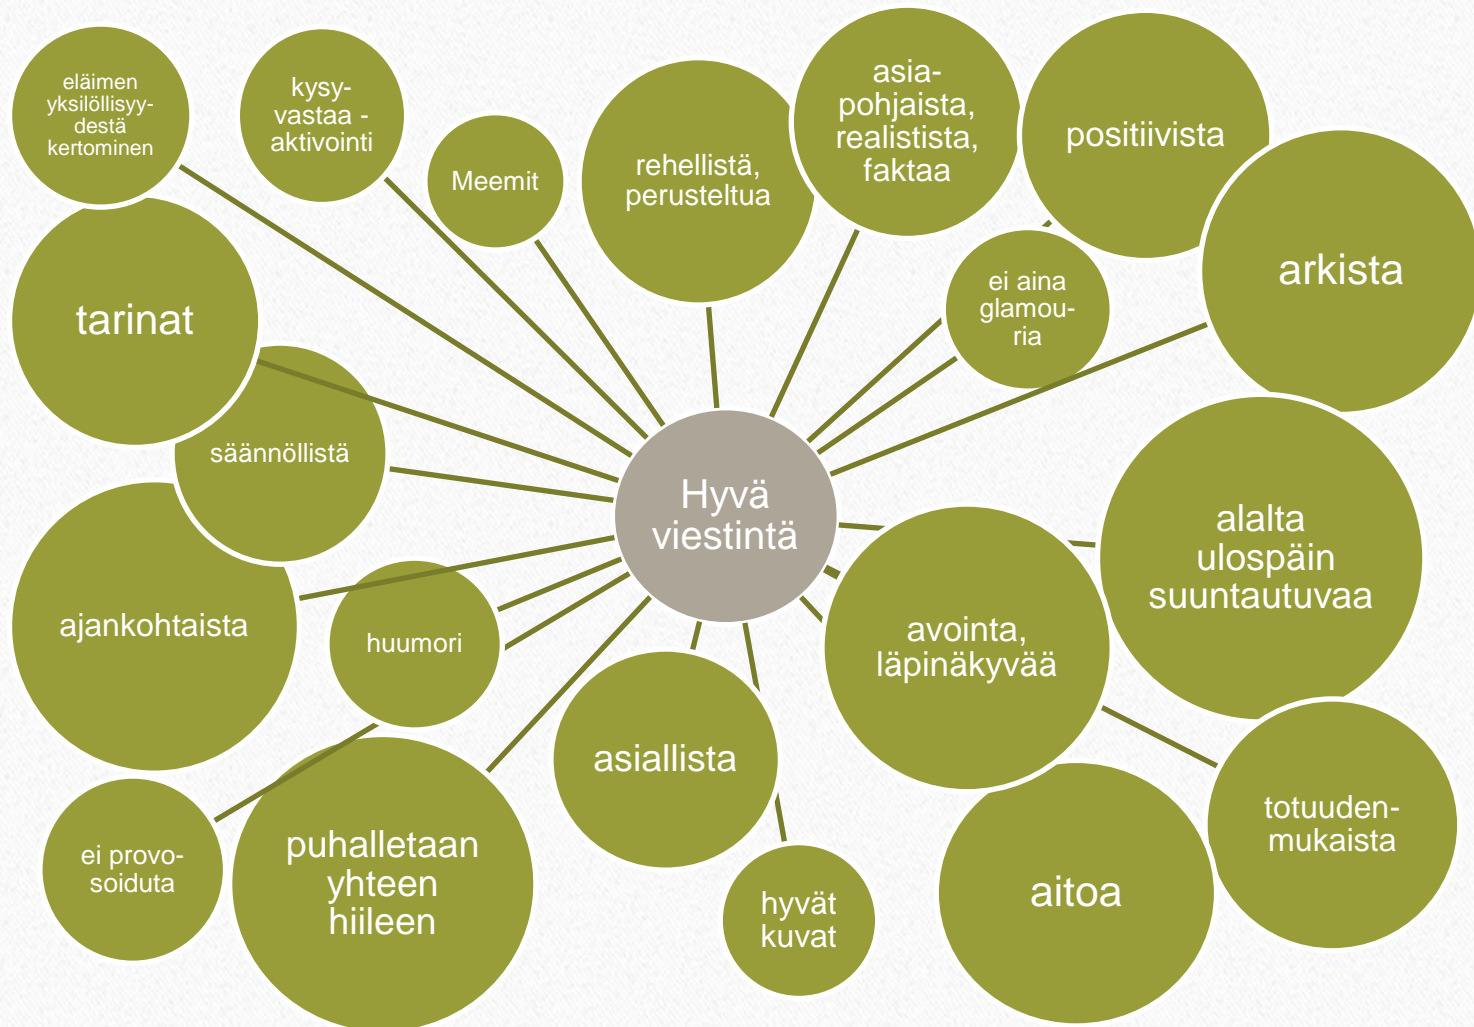 eläimen
yksilöllisyy-
destä
kertominen
kysy-
vastaa -
aktivointi
Meemit
rehellistä,
perusteltua
asia-
pohjaista,
realistista,
faktaa
positiivista
arkista
ei aina
glamou-
ria
tarinat
säännöllistä
Hyvä
viestintä
alalta
ulospäin
suuntautuvaa
ajankohtaista
huumori
avointa,
läpinäkyvää
asiallista
totuuden-
mukaista
ei provo-
soiduta
puhalletaan
yhteen
hiileen
hyvät
kuvat
aitoa